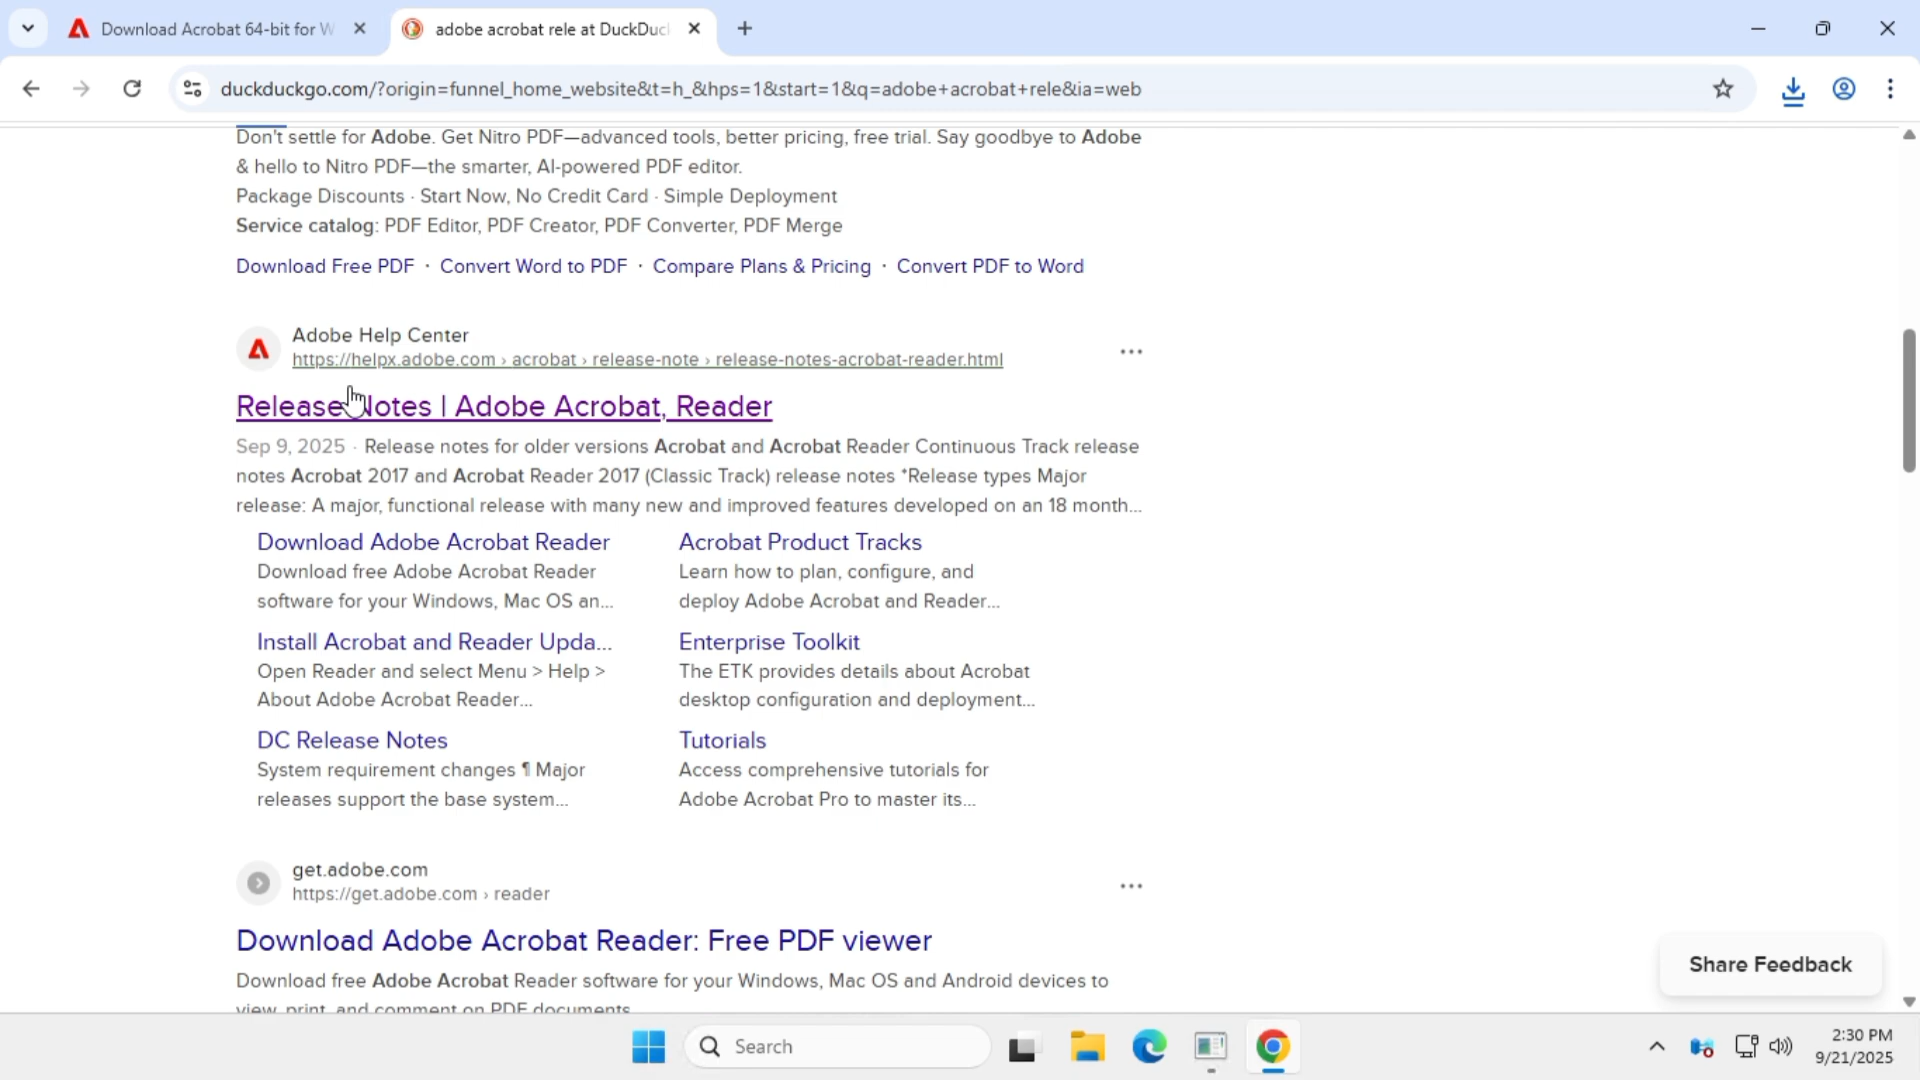 Download Acrobat 64-bit for W
adobe acrobat rele at DuckDuc
duckduckgo.com/?origin=funnel_home_website&t=h_&hps=1&start=1&q=adobe+acrobat+rele&ia=web
Don't settle for Adobe. Get Nitro PDF—advanced tools, better pricing, free trial. Say goodbye to Adobe
& hello to Nitro PDF—the smarter, AI-powered PDF editor.
Package Discounts · Start Now, No Credit Card · Simple Deployment
Service catalog: PDF Editor, PDF Creator, PDF Converter, PDF Merge
Download Free PDF · Convert Word to PDF · Compare Plans & Pricing · Convert PDF to Word
Adobe Help Center
https://helpx.adobe.com › acrobat › release-note › release-notes-acrobat-reader.html
Release Notes | Adobe Acrobat, Reader
Sep 9, 2025 · Release notes for older versions Acrobat and Acrobat Reader Continuous Track release
notes Acrobat 2017 and Acrobat Reader 2017 (Classic Track) release notes *Release types Major
release: A major, functional release with many new and improved features developed on an 18 month...
Download Adobe Acrobat Reader
Download free Adobe Acrobat Reader
software for your Windows, Mac OS an...
Acrobat Product Tracks
Learn how to plan, configure, and
deploy Adobe Acrobat and Reader...
Install Acrobat and Reader Upda...
Open Reader and select Menu > Help >
About Adobe Acrobat Reader...
Enterprise Toolkit
The ETK provides details about Acrobat
desktop configuration and deployment...
DC Release Notes
System requirement changes ¶ Major
releases support the base system...
Tutorials
Access comprehensive tutorials for
Adobe Acrobat Pro to master its...
get.adobe.com
https://get.adobe.com › reader
Download Adobe Acrobat Reader: Free PDF viewer
Download free Adobe Acrobat Reader software for your Windows, Mac OS and Android devices to
view, print, and comment on PDF documents.
Share Feedback
Search
2:30 PM
9/21/2025